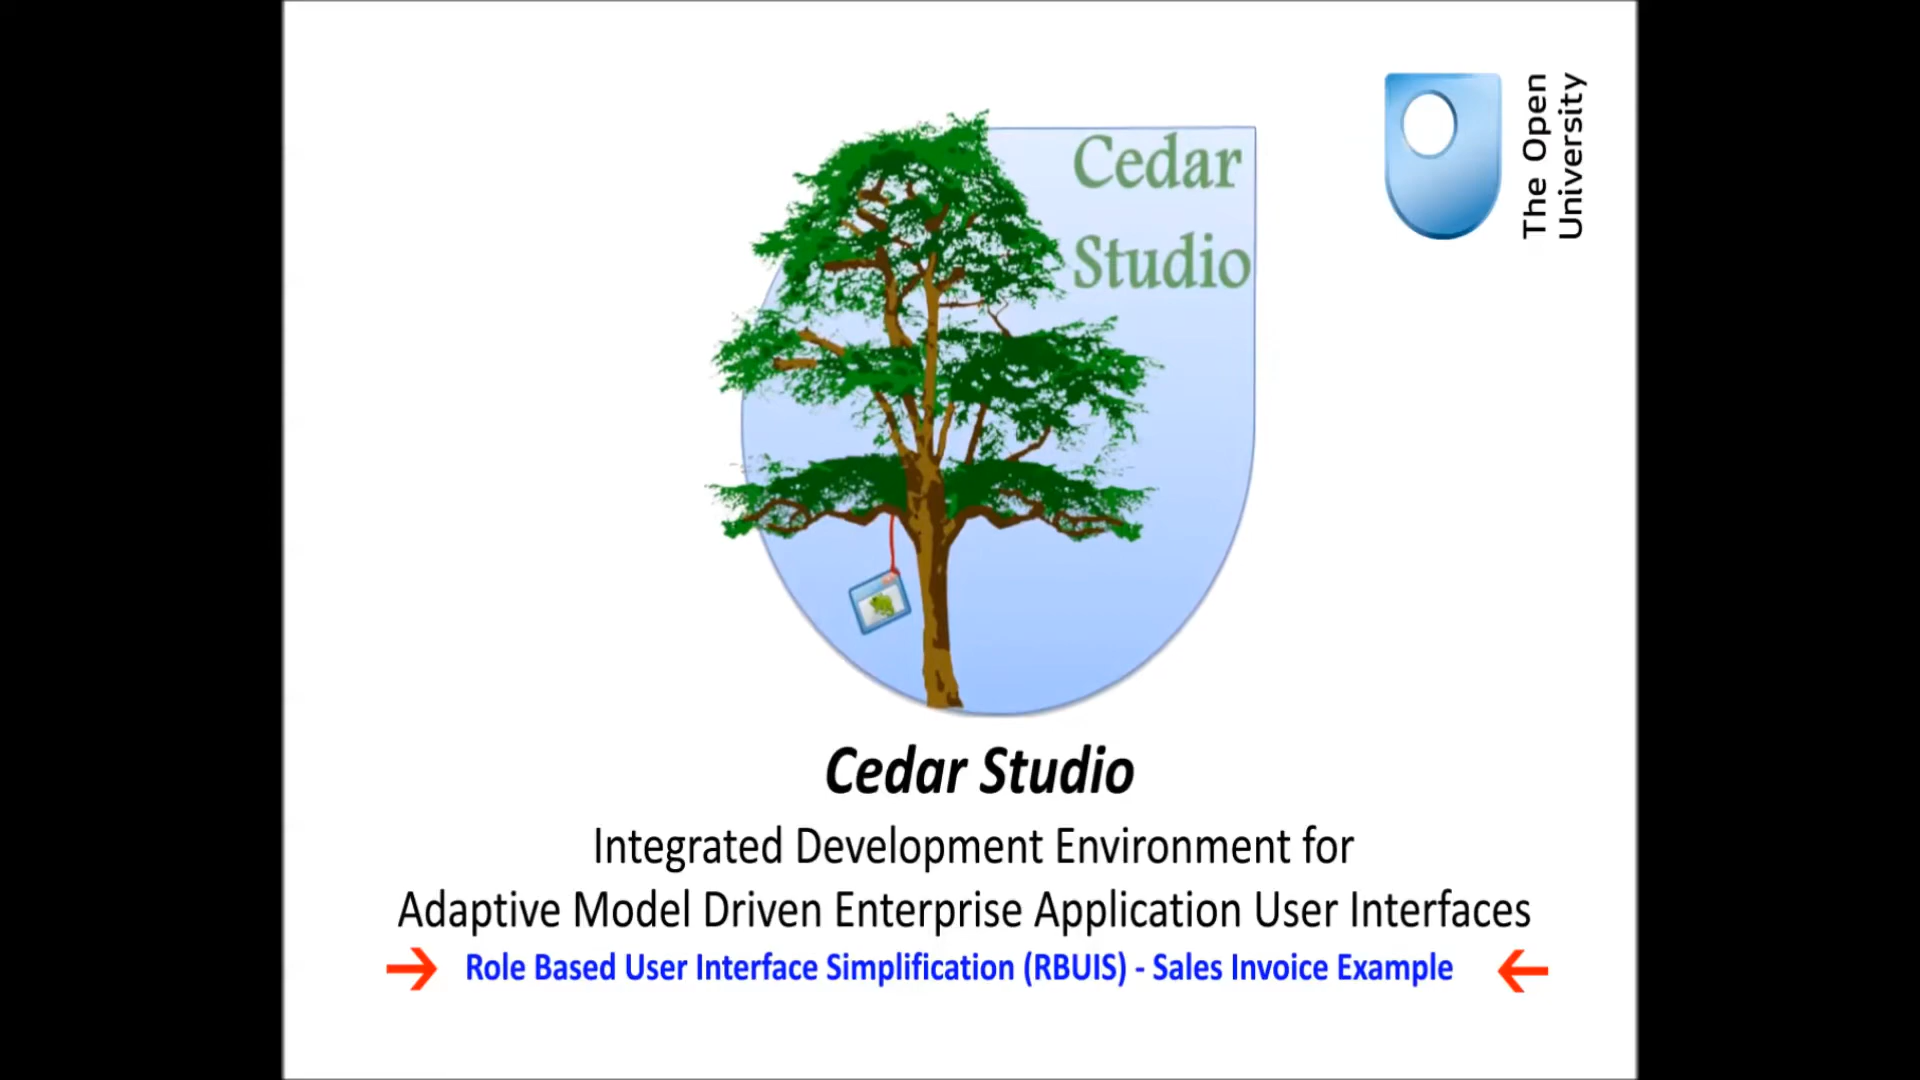 Cedar
Studio
The Open
University
Cedar Studio
Integrated Development Environment for
Adaptive Model Driven Enterprise Application User Interfaces
Role Based User Interface Simplification (RBUIS) - Sales Invoice Example